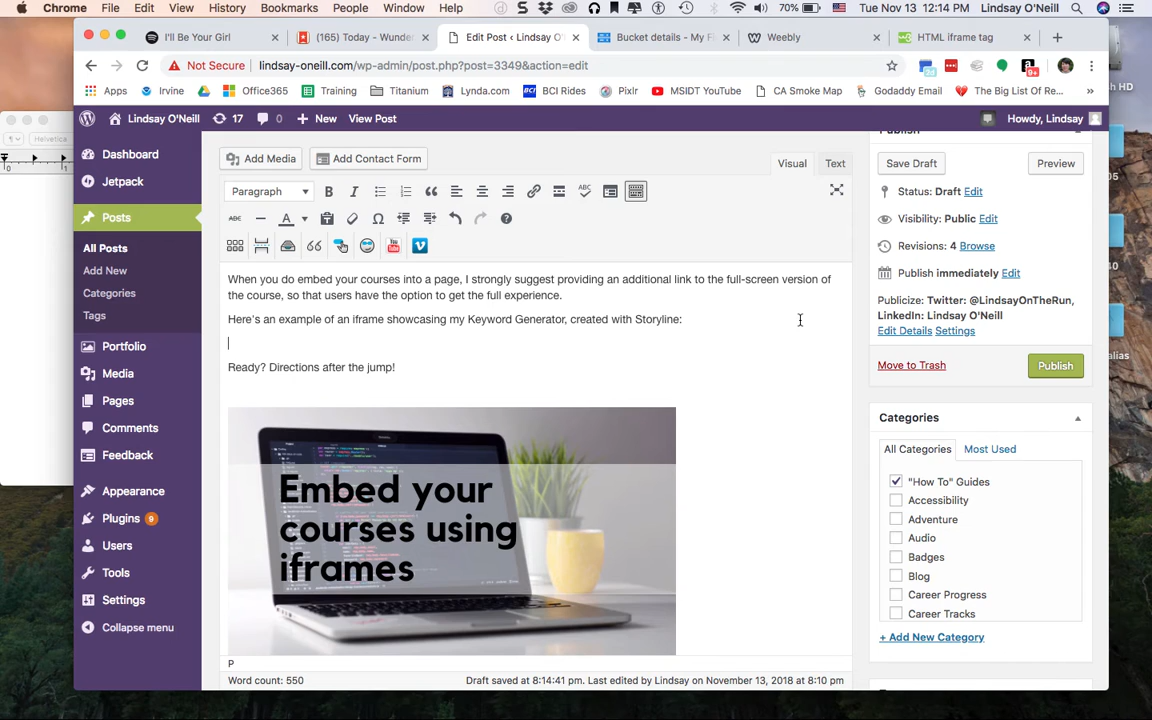 Chrome File Edit View History Bookmarks People Window Help 70% Tue Nov 13 12:14 PM Lindsay O'Neill
I'll Be Your Girl
(165) Today - Wunde
Edit Post ‹ Lindsay O'
Bucket details - My F
Weebly
HTML iframe tag
Not Secure lindsay-oneill.com/wp-admin/post.php?post=3349&action=edit
Apps Irvine Office365 Training Titanium Lynda.com BCI Rides Pixlr MSIDT YouTube CA Smoke Map Godaddy Email The Big List Of Re... »
Lindsay O'Neill 17 0 New View Post Howdy, Lindsay
Helvetica
Dashboard
Jetpack
Posts
All Posts
Add New
Categories
Tags
Portfolio
Media
Pages
Comments
Feedback
Appearance
Plugins 9
Users
Tools
Settings
Collapse menu
Add Media Add Contact Form Visual Text
Paragraph
When you do embed your courses into a page, I strongly suggest providing an additional link to the full-screen version of
the course, so that users have the option to get the full experience.
Here's an example of an iframe showcasing my Keyword Generator, created with Storyline:
Ready? Directions after the jump!
Embed your
courses using
iframes
P
Word count: 550 Draft saved at 8:14:41 pm. Last edited by Lindsay on November 13, 2018 at 8:10 pm
Publish
Save Draft Preview
Status: Draft Edit
Visibility: Public Edit
Revisions: 4 Browse
Publish immediately Edit
Publicize: Twitter: @LindsayOnTheRun,
LinkedIn: Lindsay O'Neill
Edit Details Settings
Move to Trash Publish
Categories
All Categories Most Used
"How To" Guides
Accessibility
Adventure
Audio
Badges
Blog
Career Progress
Career Tracks
+ Add New Category